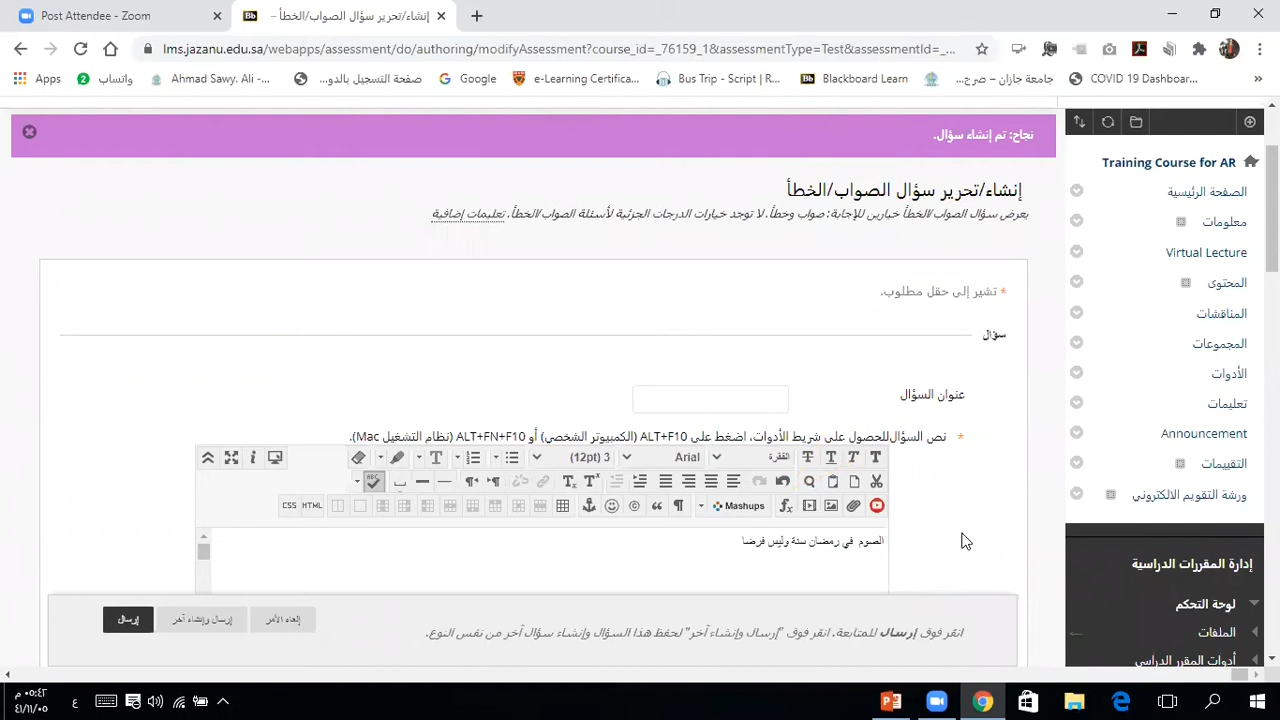 Post Attendee - Zoom
إنشاء/تحرير سؤال الصواب/الخطأ –
lms.jazanu.edu.sa/webapps/assessment/do/authoring/modifyAssessment?course_id=_76159_1&assessmentType=Test&assessmentId=_...
Apps
واتساب
Ahmad Sawy. Ali -...
صفحة التسجيل بالدو...
Google
e-Learning Certifica...
Bus Trip - Script | R...
Blackboard Learn
جامعة جازان – صرح...
COVID 19 Dashboar...
نجاح: تم إنشاء سؤال.
إنشاء/تحرير سؤال الصواب/الخطأ
يعرض سؤال الصواب/الخطأ خيارين للإجابة: صواب وخطأ. لا توجد خيارات الدرجات الجزئية لأسئلة الصواب/الخطأ. تعليمات إضافية
* تشير إلى حقل مطلوب.
سؤال
عنوان السؤال
* نص السؤالللحصول على شريط الأدوات، اضغط على ALT+F10 (الكمبيوتر الشخصي) أو ALT+FN+F10 (نظام التشغيل Mac).
الفقرة
Arial
3 (12pt)
Mashups
HTML
CSS
الصوم في رمضان سنة وليس فرضا
انقر فوق إرسال للمتابعة. انقر فوق "إرسال وإنشاء آخر" لحفظ هذا السؤال وإنشاء سؤال آخر من نفس النوع.
إلغاء الأمر
إرسال وإنشاء آخر
إرسال
Training Course for AR
الصفحة الرئيسية
معلومات
Virtual Lecture
المحتوى
المناقشات
المجموعات
الأدوات
تعليمات
Announcement
التقييمات
ورشة التقويم الالكتروني
إدارة المقررات الدراسية
لوحة التحكم
الملفات
أدوات المقرر الدراسي
٠٥:٤٢ م
٤١/١١/٠٥
ع